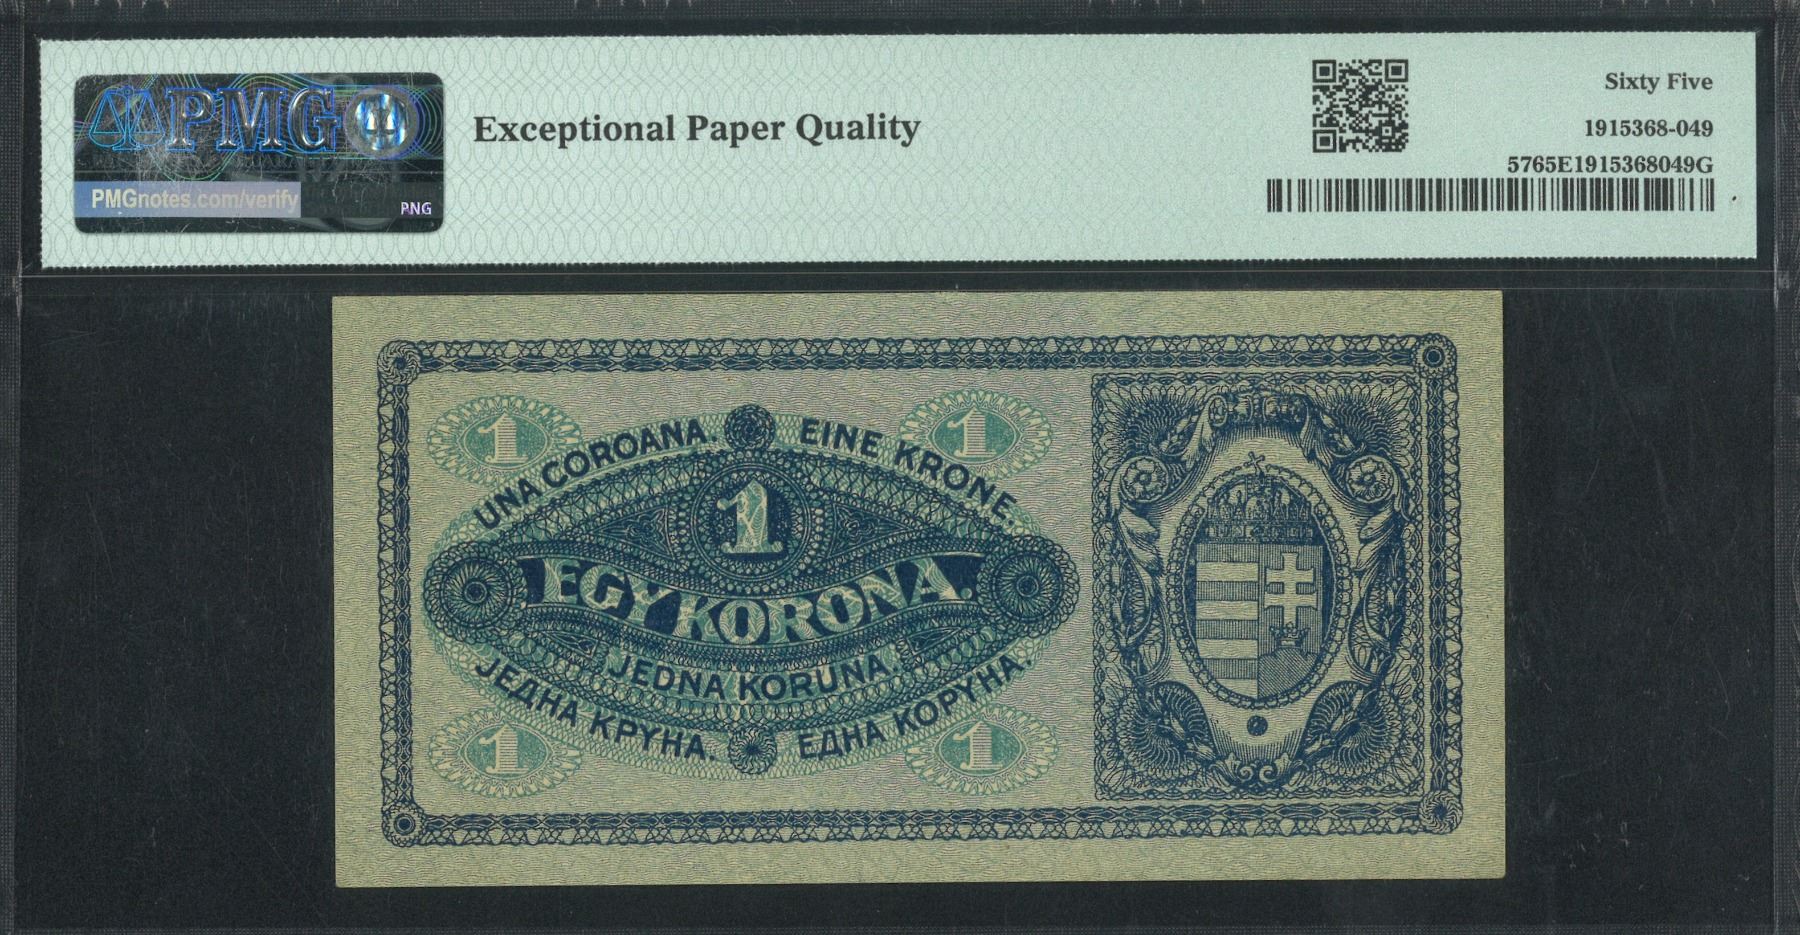 PMG
PMGnotes.com/verify
PNG
Exceptional Paper Quality
Sixty Five
1915368-049
5765E1915368049G
1
1
UNA COROANA.
EINE KRONE.
1
EGY KORONA.
JEDNA KORUNA.
ЈЕДНА КРУНА.
ЕДНА КОРУНА.
1
1